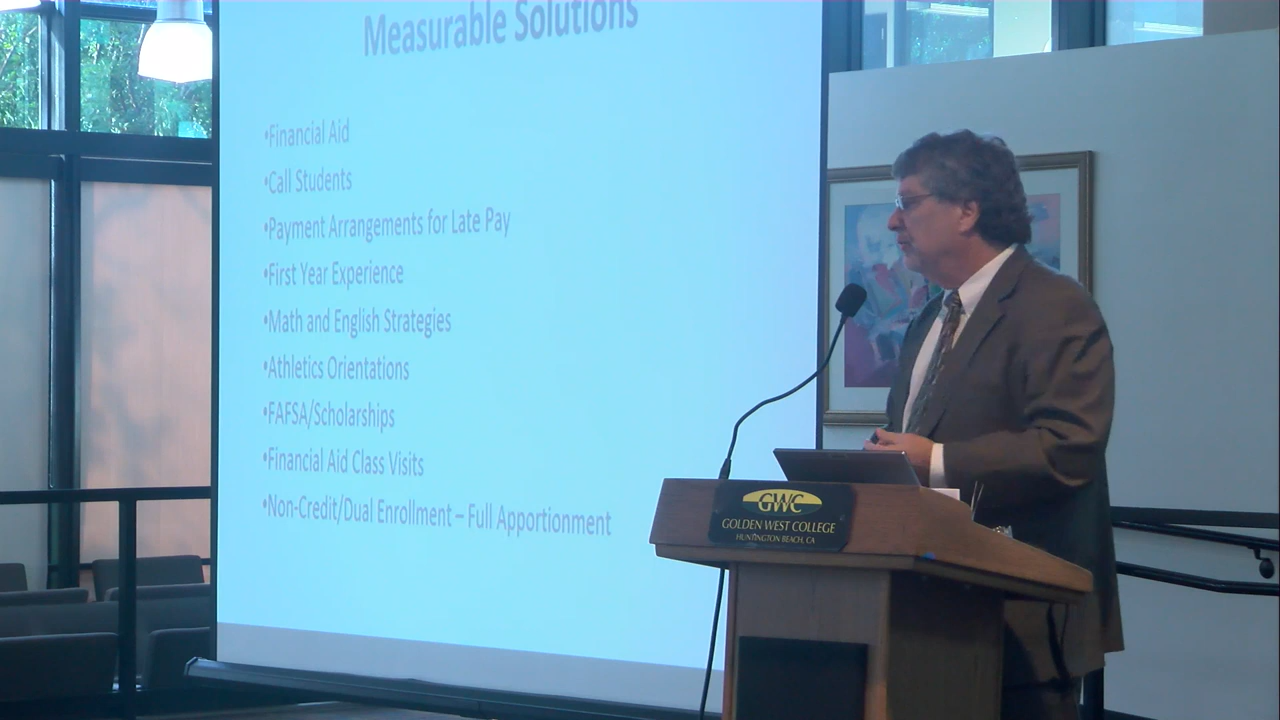 Measurable Solutions
•Financial Aid
•Call Students
•Payment Arrangements for Late Pay
•First Year Experience
•Math and English Strategies
•Athletics Orientations
•FAFSA/Scholarships
•Financial Aid Class Visits
•Non-Credit/Dual Enrollment – Full Apportionment
GWC
GOLDEN WEST COLLEGE
HUNTINGTON BEACH, CA